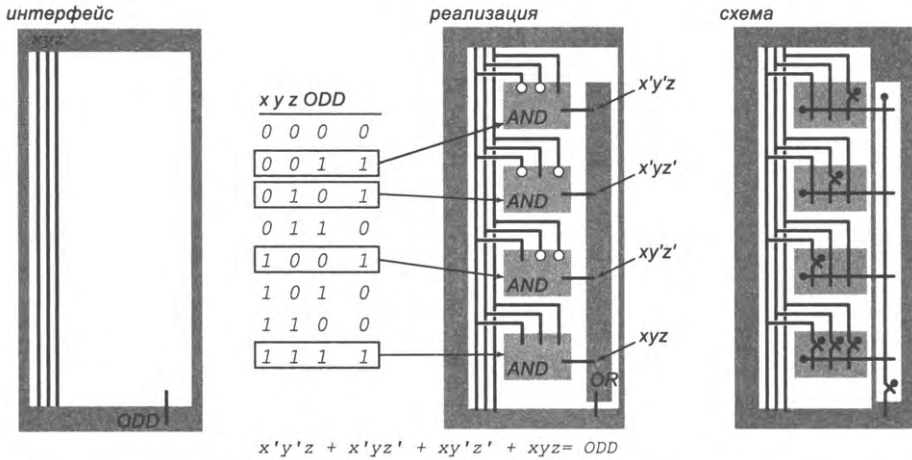 интерфейс
реализация
схема
xyz
x y z ODD
0 0 0 0
0 0 1 1
0 1 0 1
0 1 1 0
1 0 0 1
1 0 1 0
1 1 0 0
1 1 1 1
AND
x'y'z
AND
x'yz'
AND
xy'z'
AND
xyz
OR
ODD
x'y'z + x'yz' + xy'z' + xyz= ODD